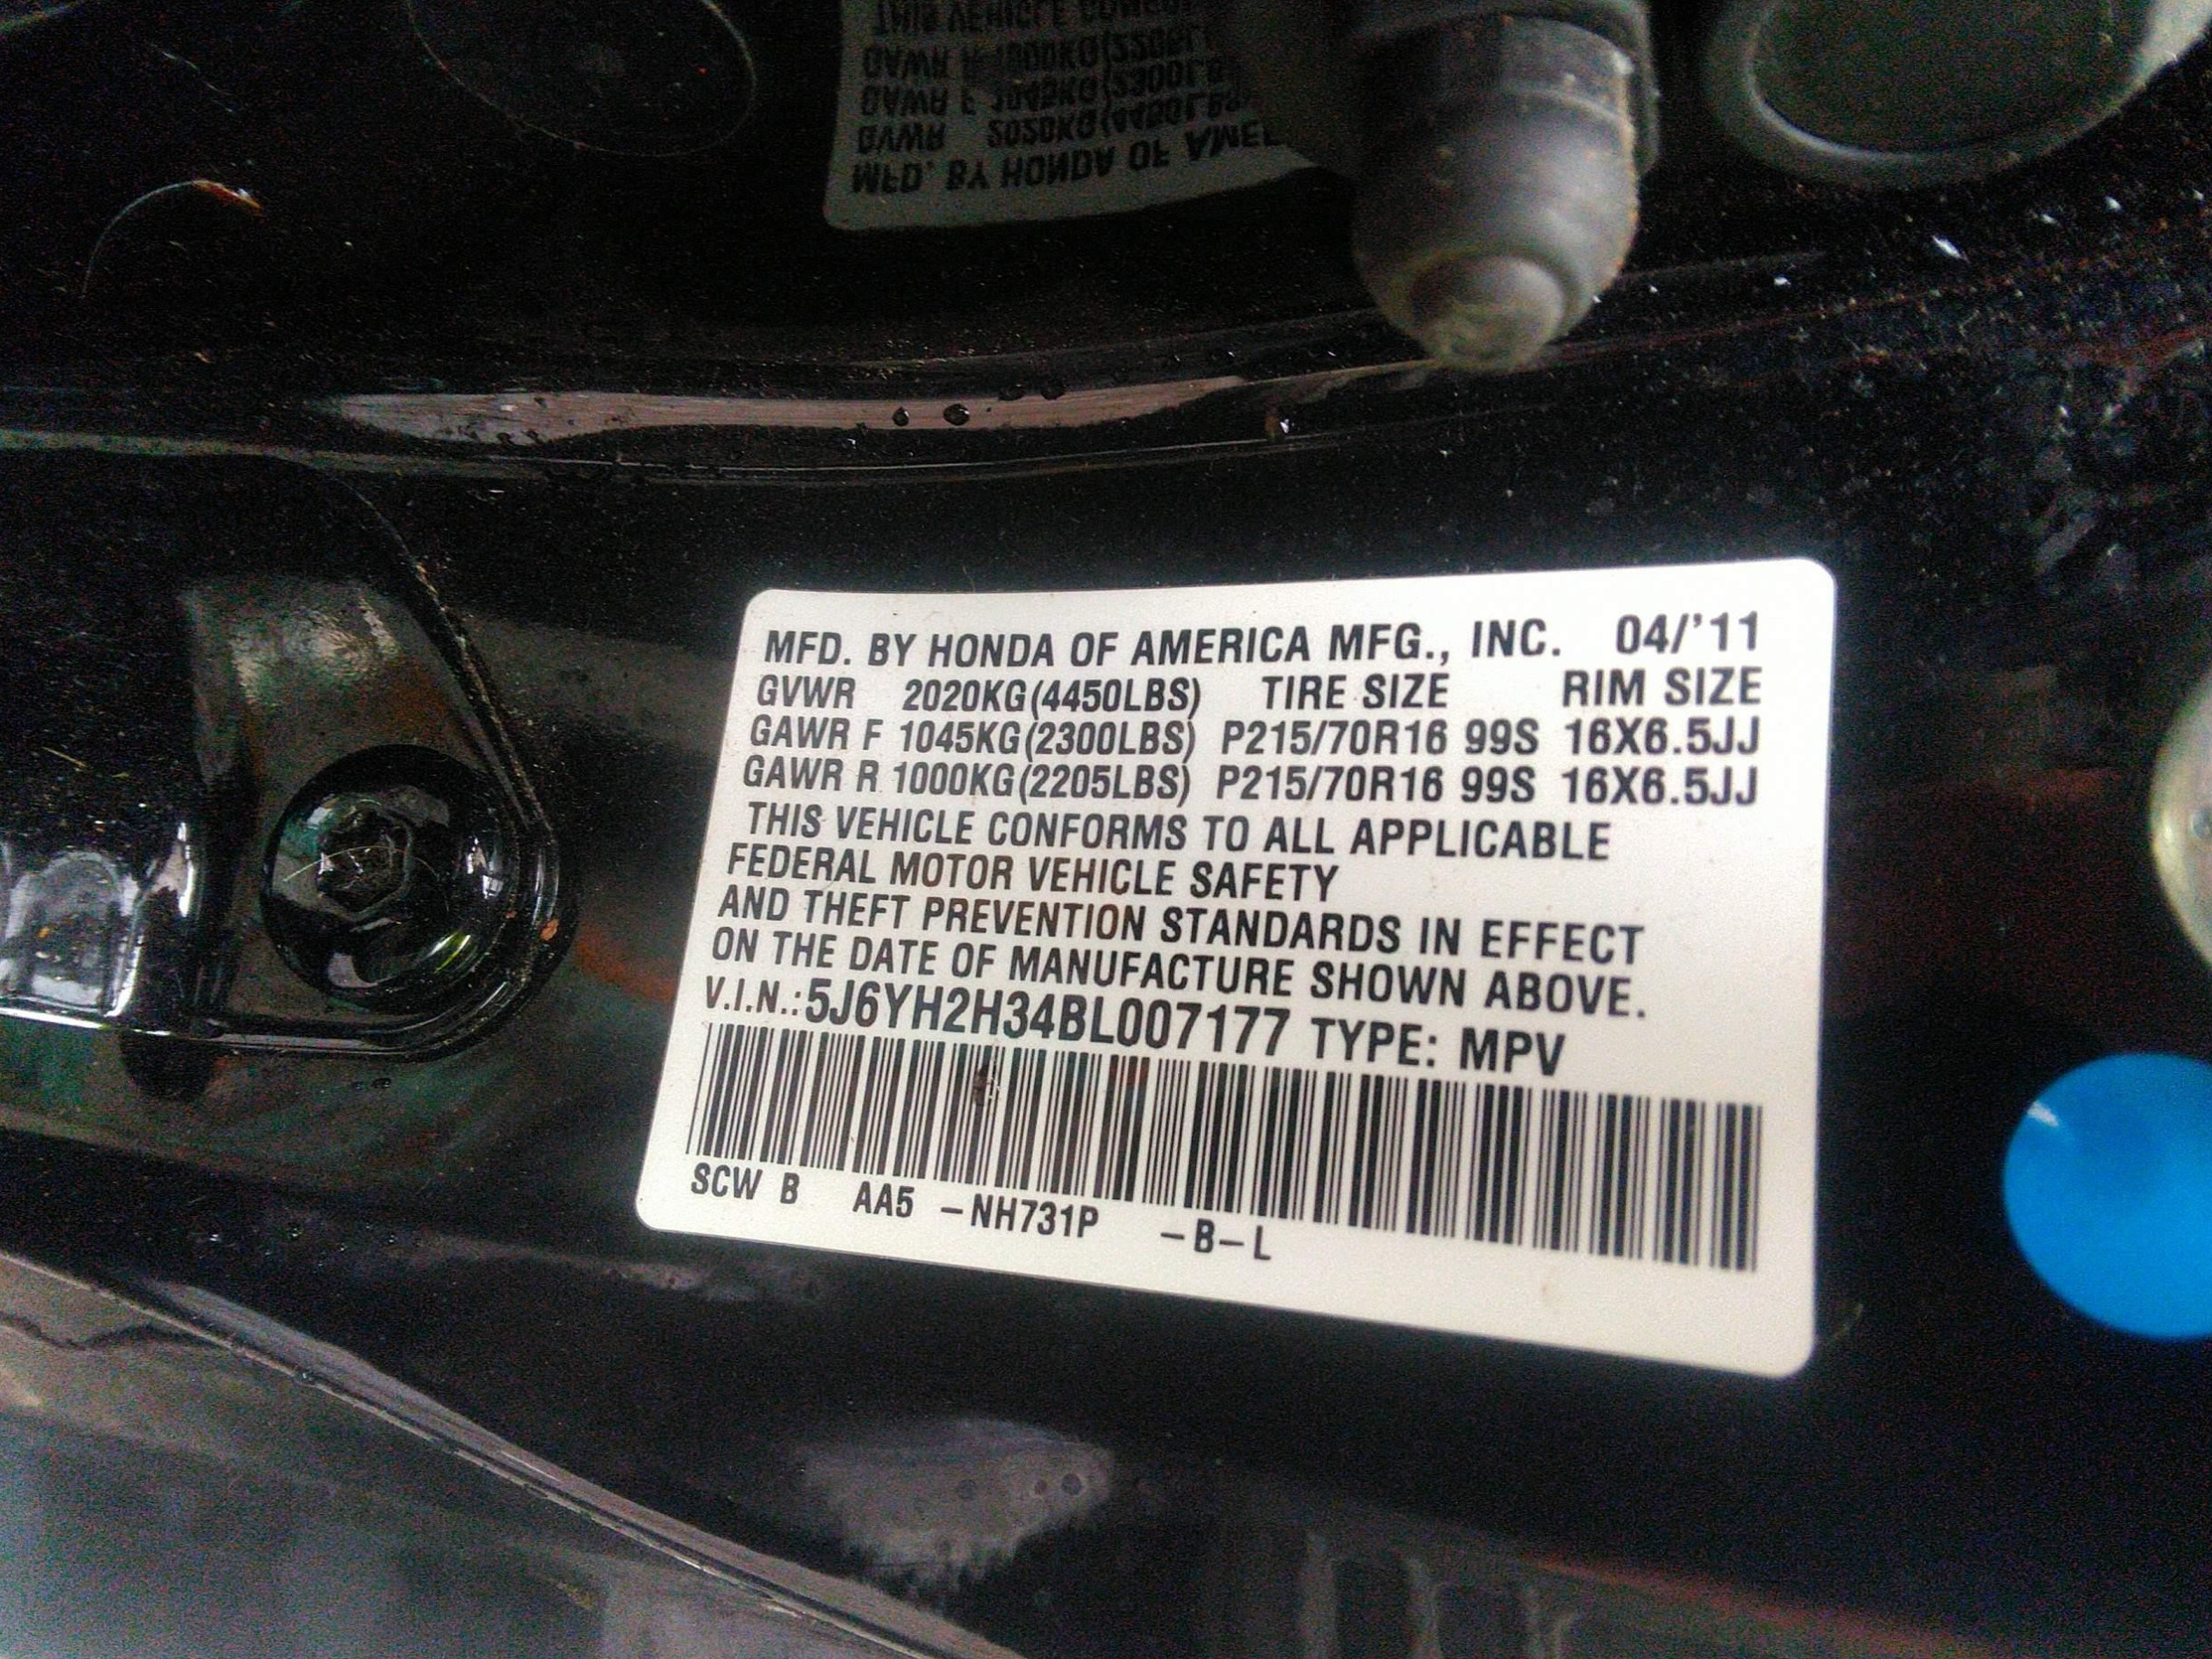 MFD. BY HONDA OF AMERICA MFG., INC. 04/'11
GVWR 2020KG(4450LBS) TIRE SIZE RIM SIZE
GAWR F 1045KG(2300LBS) P215/70R16 99S 16X6.5JJ
GAWR R 1000KG(2205LBS) P215/70R16 99S 16X6.5JJ
THIS VEHICLE CONFORMS TO ALL APPLICABLE
FEDERAL MOTOR VEHICLE SAFETY
AND THEFT PREVENTION STANDARDS IN EFFECT
ON THE DATE OF MANUFACTURE SHOWN ABOVE.
V.I.N.:5J6YH2H34BL007177 TYPE: MPV
SCW B AA5 -NH731P -B-L